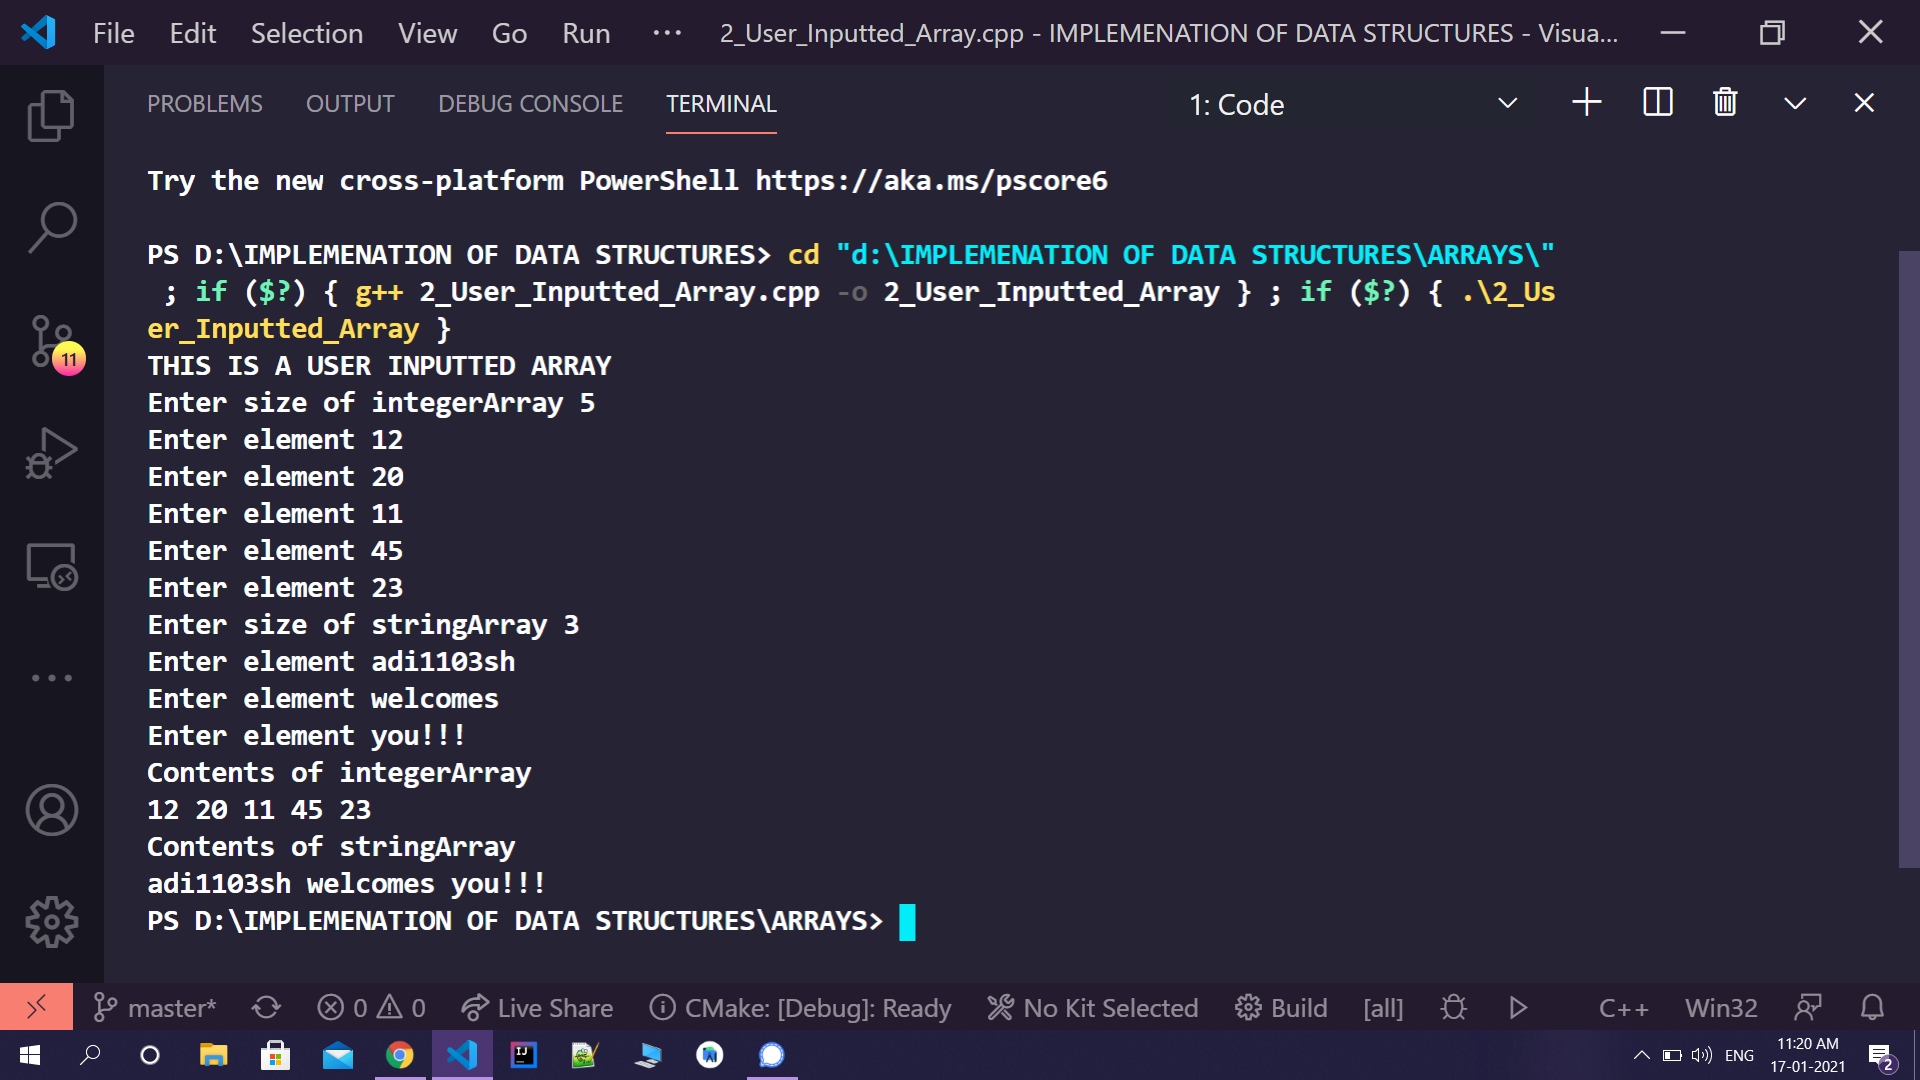 File Edit Selection View Go Run ··· 2_User_Inputted_Array.cpp - IMPLEMENATION OF DATA STRUCTURES - Visua...
PROBLEMS OUTPUT DEBUG CONSOLE TERMINAL 1: Code
Try the new cross-platform PowerShell https://aka.ms/pscore6
PS D:\IMPLEMENATION OF DATA STRUCTURES> cd "d:\IMPLEMENATION OF DATA STRUCTURES\ARRAYS\"
; if ($?) { g++ 2_User_Inputted_Array.cpp -o 2_User_Inputted_Array } ; if ($?) { .\2_Us
er_Inputted_Array }
THIS IS A USER INPUTTED ARRAY
Enter size of integerArray 5
Enter element 12
Enter element 20
Enter element 11
Enter element 45
Enter element 23
Enter size of stringArray 3
Enter element adi1103sh
Enter element welcomes
Enter element you!!!
Contents of integerArray
12 20 11 45 23
Contents of stringArray
adi1103sh welcomes you!!!
PS D:\IMPLEMENATION OF DATA STRUCTURES\ARRAYS>
11
master* 0 0 Live Share CMake: [Debug]: Ready No Kit Selected Build [all] C++ Win32
IJ ENG 11:20 AM
17-01-2021 2